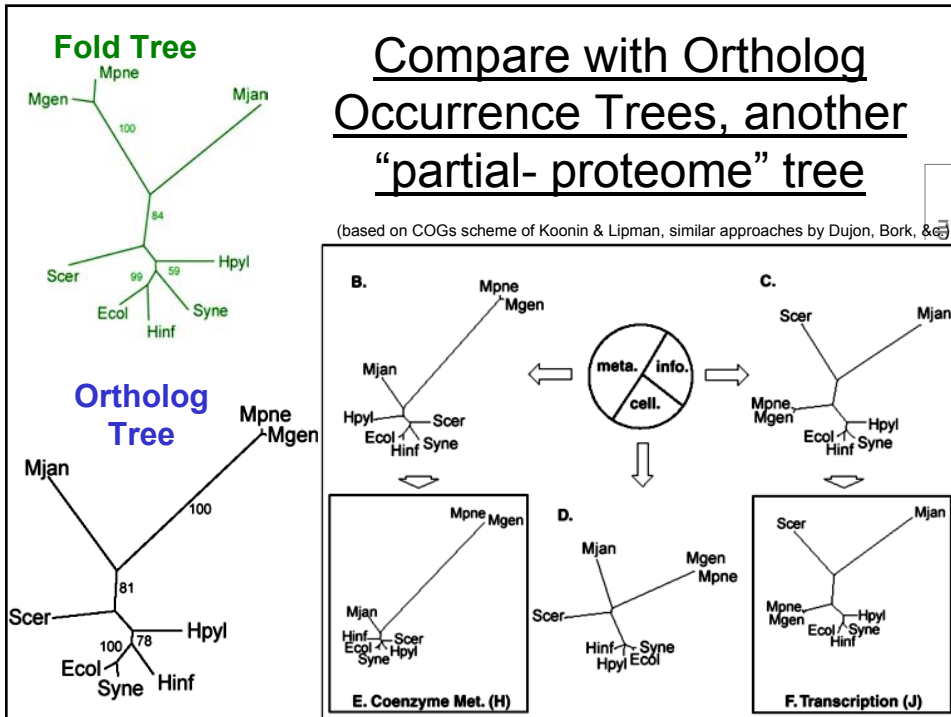 Fold Tree
Mpne
Mgen
Mjan
100
84
Scer
99
59
Hpyl
Ecol
Hinf
Syne
Compare with Ortholog
Occurrence Trees, another
“partial- proteome” tree
(based on COGs scheme of Koonin & Lipman, similar approaches by Dujon, Bork, &c.)
Ortholog
Tree
Mpne
Mgen
Mjan
100
81
Scer
100
78
Hpyl
Ecol
Syne
Hinf
B.
Mpne
Mgen
Mjan
Hpyl
Scer
Ecol
Hinf
Syne
meta.
info.
cell.
C.
Scer
Mjan
Mpne
Mgen
Hpyl
Ecol
Hinf
Syne
Mpne
Mgen
Mjan
Hinf
Scer
Ecol
Hpyl
Syne
E. Coenzyme Met. (H)
D.
Mjan
Mgen
Mpne
Scer
Hinf
Syne
Hpyl
Ecol
Scer
Mjan
Mpne
Mgen
Hpyl
Ecol
Syne
Hinf
F. Transcription (J)